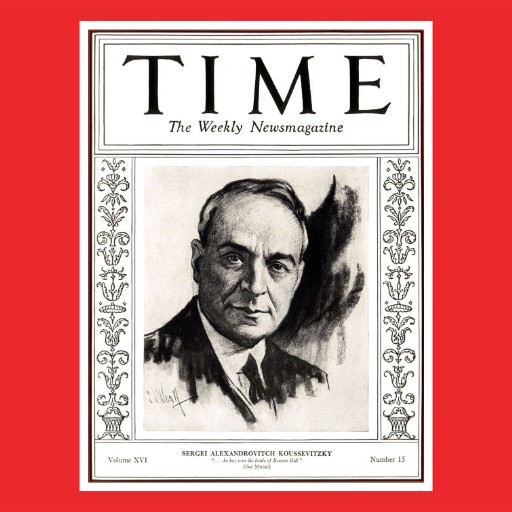 TIME
The Weekly Newsmagazine
SERGEI ALEXANDROVITCH KOUSSEVITZKY
Volume XVI
Number 15
(See Music)